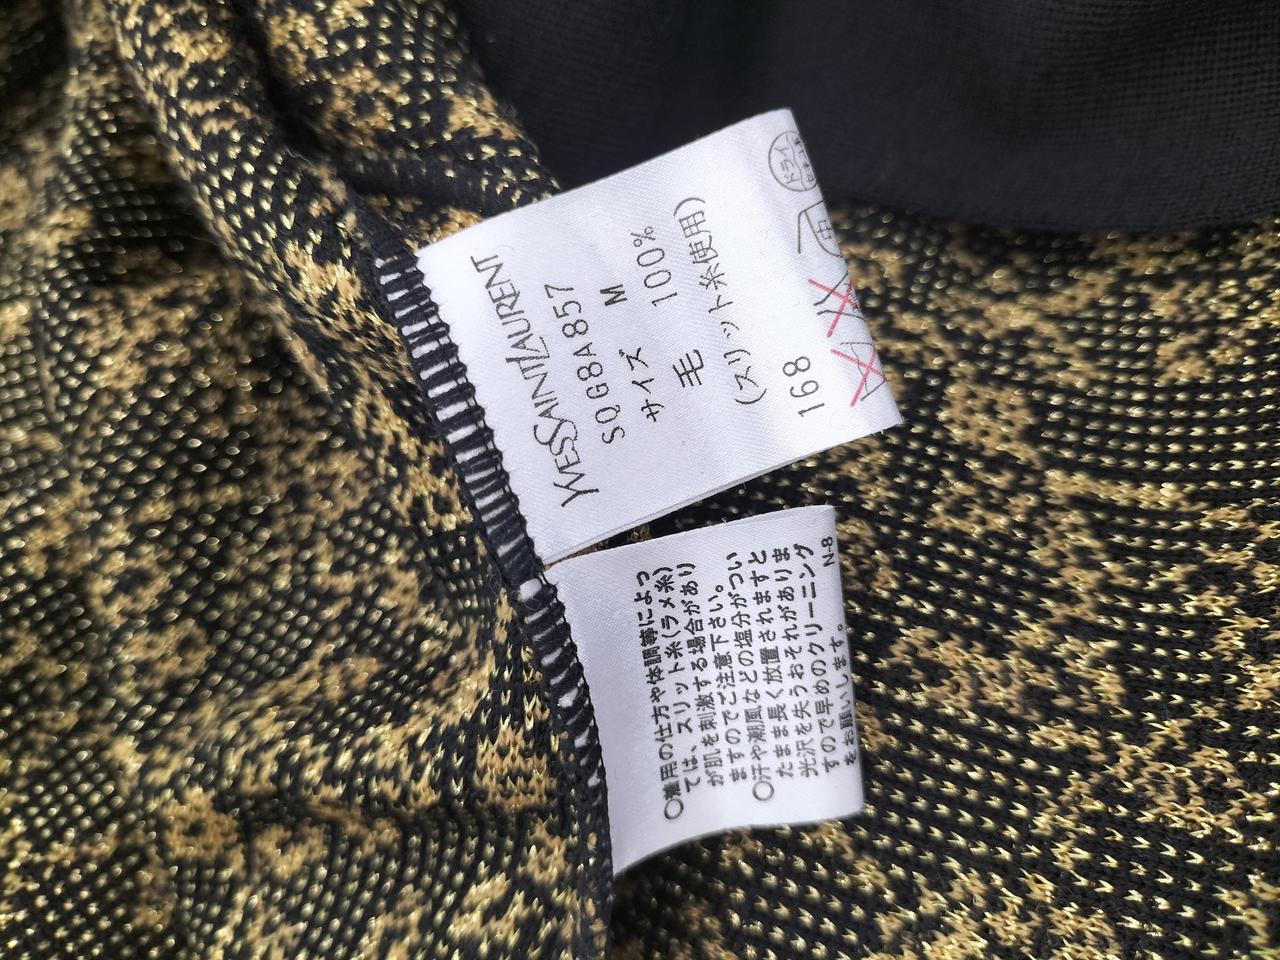 YVESSAINTLAURENT
SQG8A857
サイズ M
毛 100%
(スリット糸使用)
168
ドライ
中
○着用の仕方や体調等によっ
ては、スリット糸(ラメ糸)
が肌を刺激する場合があり
ますのでご注意下さい。
○汗や潮風などの塩分がつい
たまま長く放置されますと
光沢を失うおそれがありま
すので早めのクリーニング
をお願いします。
N-8